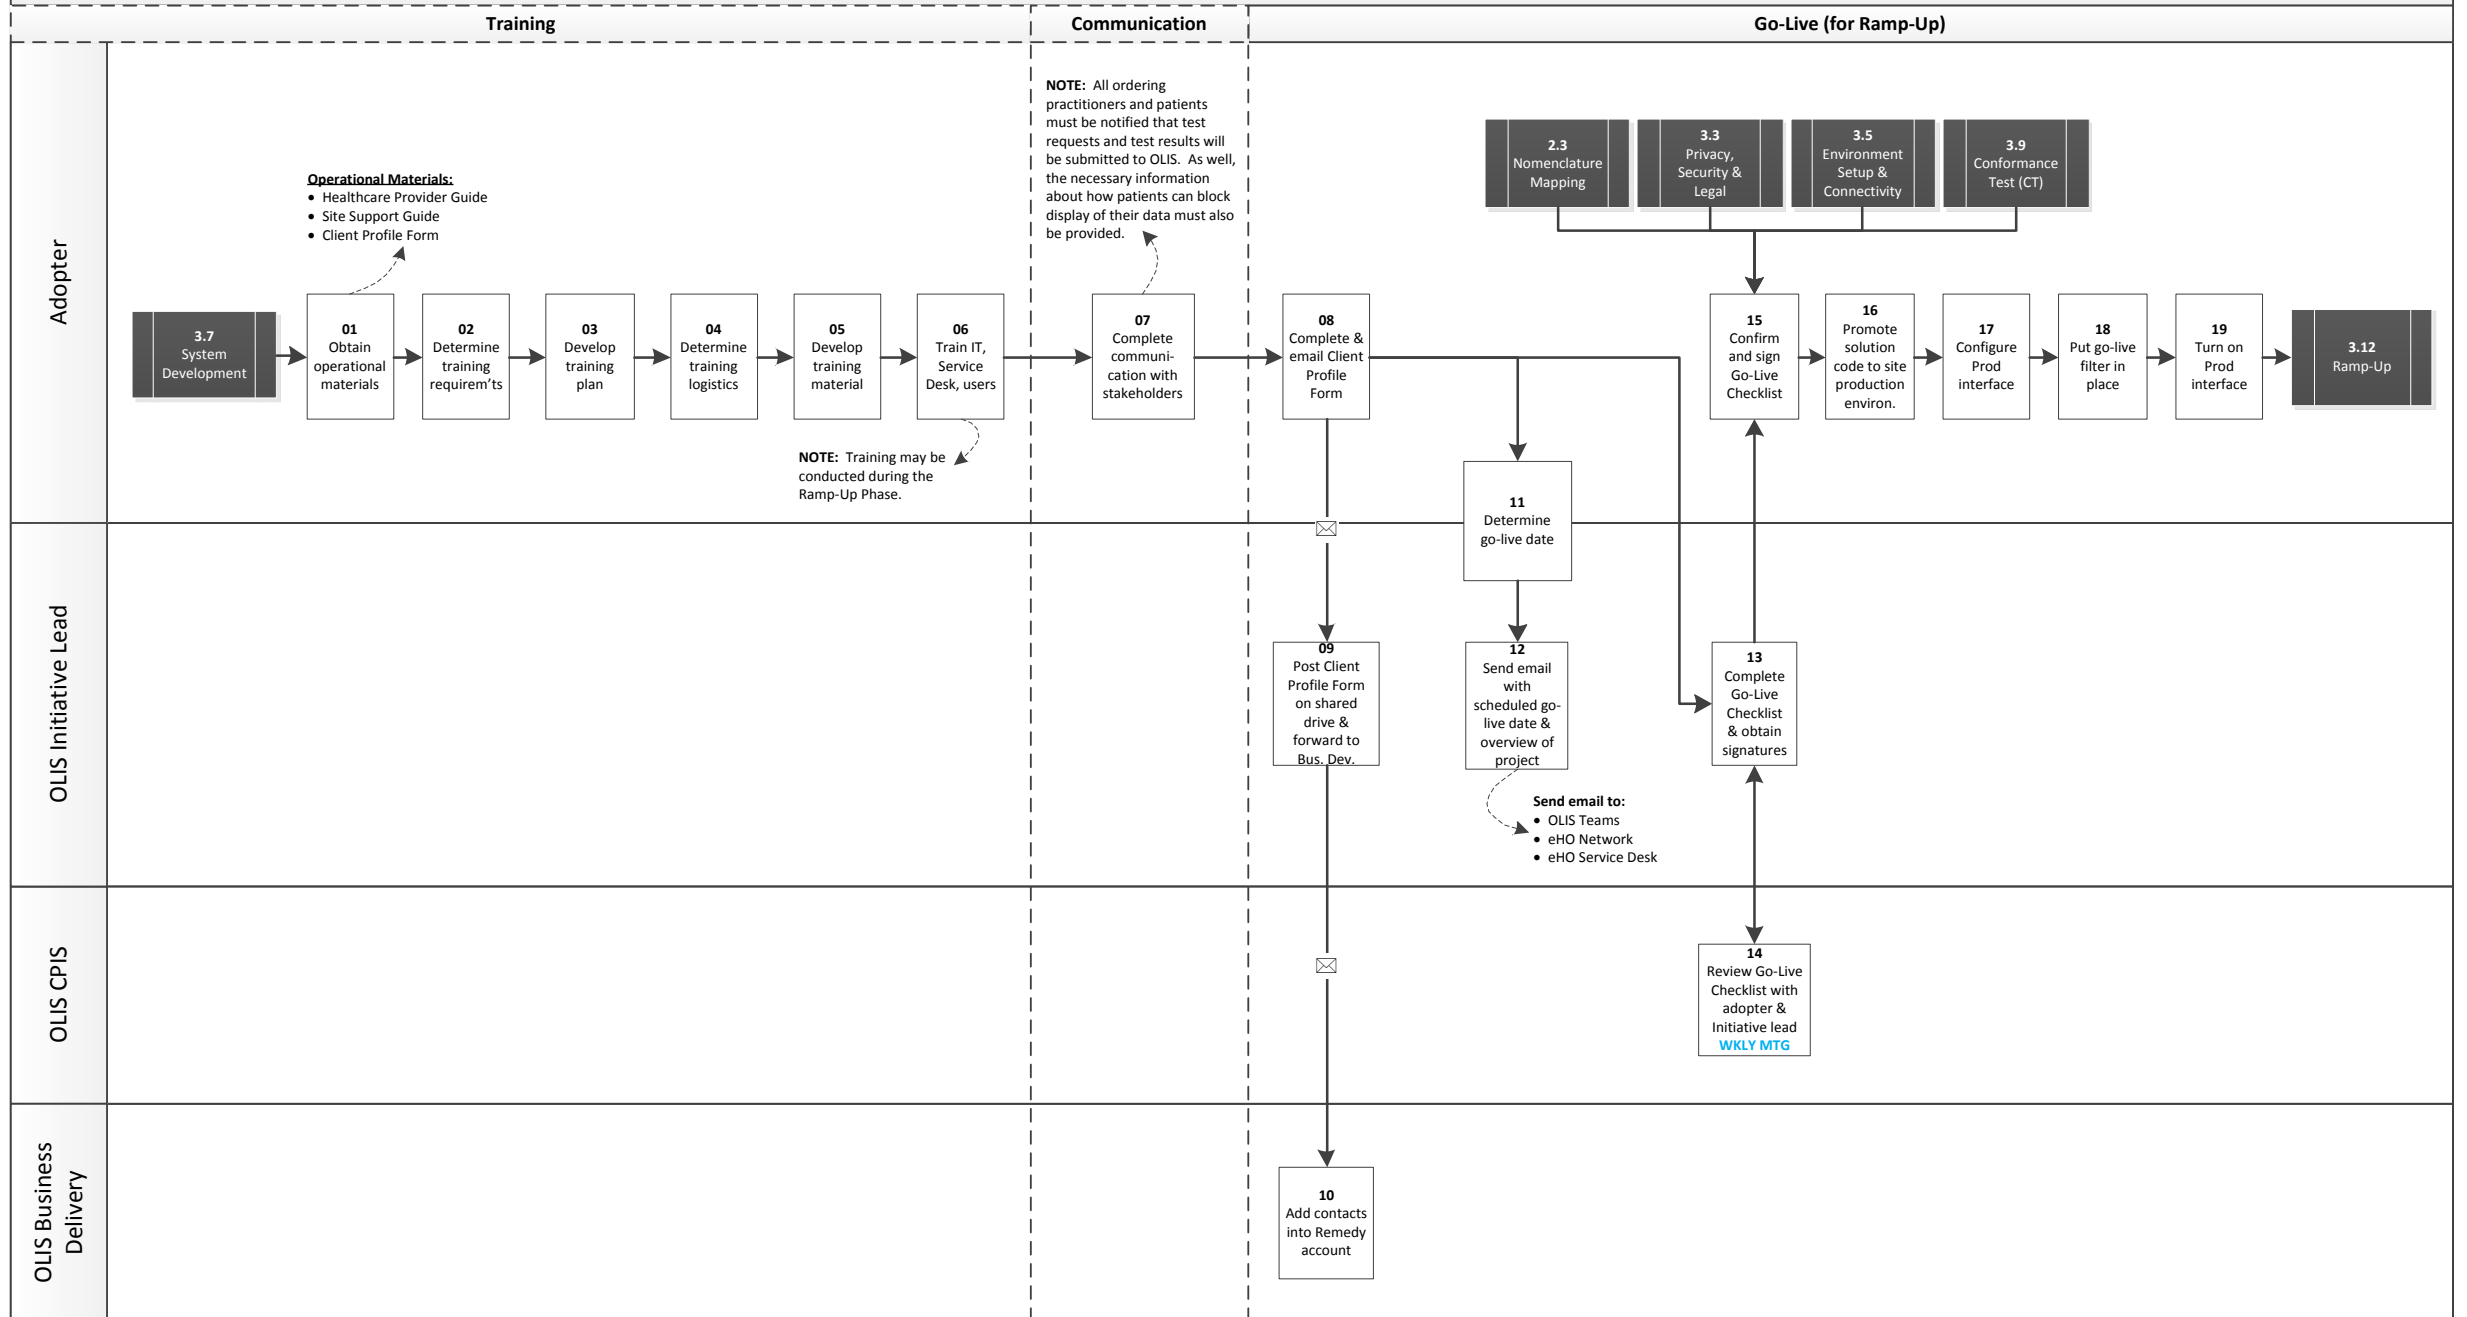 Training
Communication
Go-Live (for Ramp-Up)
Adopter
NOTE: All ordering
practitioners and patients
must be notified that test
requests and test results will
be submitted to OLIS. As well,
the necessary information
about how patients can block
display of their data must also
be provided.
2.3
Nomenclature
Mapping
3.3
Privacy,
Security &
Legal
3.5
Environment
Setup &
Connectivity
3.9
Conformance
Test (CT)
Operational Materials:
• Healthcare Provider Guide
• Site Support Guide
• Client Profile Form
3.7
System
Development
01
Obtain
operational
materials
02
Determine
training
requirem'ts
03
Develop
training
plan
04
Determine
training
logistics
05
Develop
training
material
06
Train IT,
Service
Desk, users
07
Complete
communi-
cation with
stakeholders
08
Complete &
email Client
Profile
Form
15
Confirm
and sign
Go-Live
Checklist
16
Promote
solution
code to site
production
environ.
17
Configure
Prod
interface
18
Put go-live
filter in
place
19
Turn on
Prod
interface
3.12
Ramp-Up
NOTE: Training may be
conducted during the
Ramp-Up Phase.
11
Determine
go-live date
OLIS Initiative Lead
09
Post Client
Profile Form
on shared
drive &
forward to
Bus. Dev.
12
Send email
with
scheduled go-
live date &
overview of
project
13
Complete
Go-Live
Checklist
& obtain
signatures
Send email to:
• OLIS Teams
• eHO Network
• eHO Service Desk
OLIS CPIS
14
Review Go-Live
Checklist with
adopter &
Initiative lead
WKLY MTG
OLIS Business
Delivery
10
Add contacts
into Remedy
account